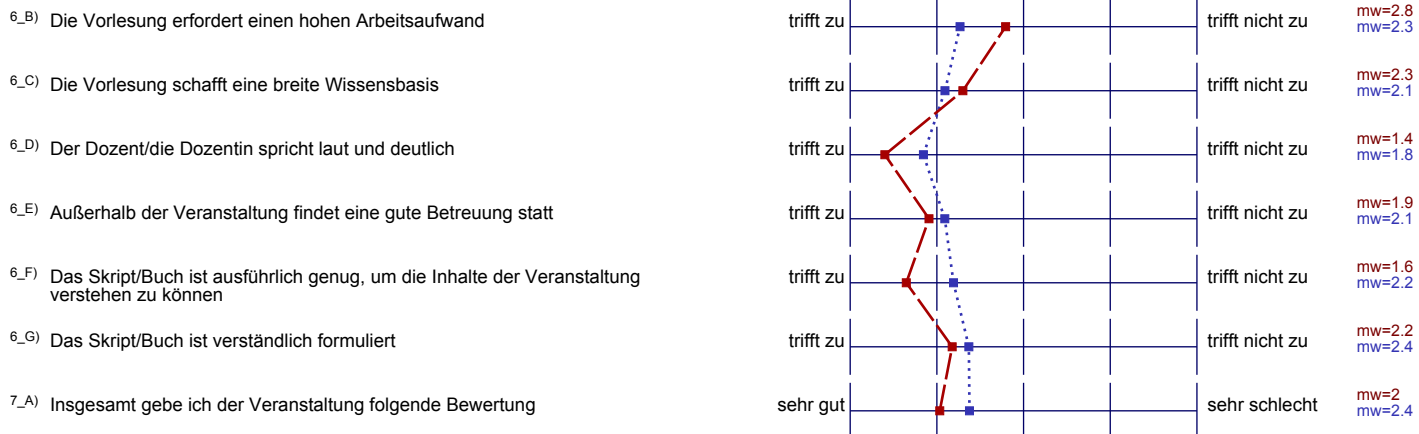 6_B) Die Vorlesung erfordert einen hohen Arbeitsaufwand trifft zu trifft nicht zu mw=2.8
mw=2.3
6_C) Die Vorlesung schafft eine breite Wissensbasis trifft zu trifft nicht zu mw=2.3
mw=2.1
6_D) Der Dozent/die Dozentin spricht laut und deutlich trifft zu trifft nicht zu mw=1.4
mw=1.8
6_E) Außerhalb der Veranstaltung findet eine gute Betreuung statt trifft zu trifft nicht zu mw=1.9
mw=2.1
6_F) Das Skript/Buch ist ausführlich genug, um die Inhalte der Veranstaltung trifft zu trifft nicht zu mw=1.6
verstehen zu können mw=2.2
6_G) Das Skript/Buch ist verständlich formuliert trifft zu trifft nicht zu mw=2.2
mw=2.4
7_A) Insgesamt gebe ich der Veranstaltung folgende Bewertung sehr gut sehr schlecht mw=2
mw=2.4